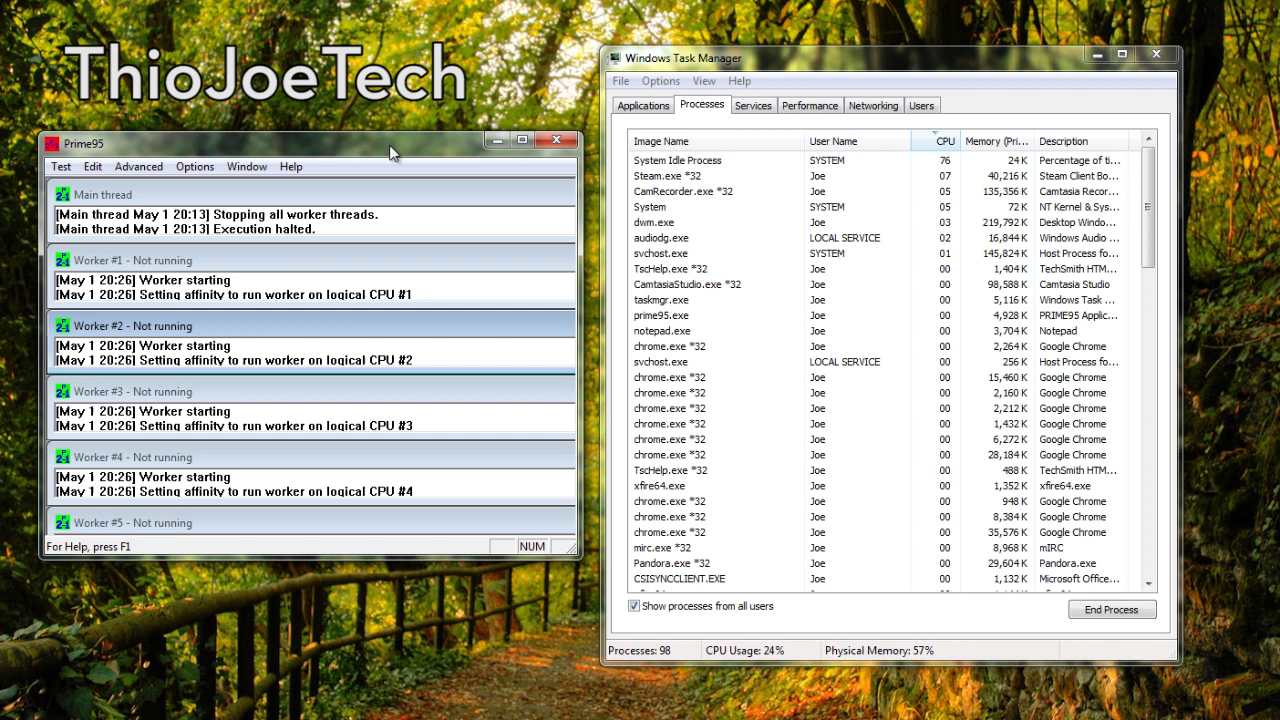 ThioJoeTech
Prime95
Test Edit Advanced Options Window Help
Main thread
[Main thread May 1 20:13] Stopping all worker threads.
[Main thread May 1 20:13] Execution halted.
Worker #1 - Not running
[May 1 20:26] Worker starting
[May 1 20:26] Setting affinity to run worker on logical CPU #1
Worker #2 - Not running
[May 1 20:26] Worker starting
[May 1 20:26] Setting affinity to run worker on logical CPU #2
Worker #3 - Not running
[May 1 20:26] Worker starting
[May 1 20:26] Setting affinity to run worker on logical CPU #3
Worker #4 - Not running
[May 1 20:26] Worker starting
[May 1 20:26] Setting affinity to run worker on logical CPU #4
Worker #5 - Not running
For Help, press F1 NUM
Windows Task Manager
File Options View Help
Applications Processes Services Performance Networking Users
Image Name User Name CPU Memory (Pri... Description
System Idle Process SYSTEM 76 24 K Percentage of ti...
Steam.exe *32 Joe 07 40,216 K Steam Client Bo...
CamRecorder.exe *32 Joe 05 135,356 K Camtasia Recor...
System SYSTEM 05 72 K NT Kernel & Sys...
dwm.exe Joe 03 219,792 K Desktop Windo...
audiodg.exe LOCAL SERVICE 02 16,844 K Windows Audio ...
svchost.exe SYSTEM 01 145,824 K Host Process fo...
TscHelp.exe *32 Joe 00 1,404 K TechSmith HTM...
CamtasiaStudio.exe *32 Joe 00 98,588 K Camtasia Studio
taskmgr.exe Joe 00 5,116 K Windows Task ...
prime95.exe Joe 00 4,928 K PRIME95 Applic...
notepad.exe Joe 00 3,704 K Notepad
chrome.exe *32 Joe 00 2,264 K Google Chrome
svchost.exe LOCAL SERVICE 00 256 K Host Process fo...
chrome.exe *32 Joe 00 15,460 K Google Chrome
chrome.exe *32 Joe 00 2,160 K Google Chrome
chrome.exe *32 Joe 00 2,212 K Google Chrome
chrome.exe *32 Joe 00 1,432 K Google Chrome
chrome.exe *32 Joe 00 6,272 K Google Chrome
chrome.exe *32 Joe 00 28,184 K Google Chrome
TscHelp.exe *32 Joe 00 488 K TechSmith HTM...
xfire64.exe Joe 00 1,352 K xfire64.exe
chrome.exe *32 Joe 00 948 K Google Chrome
chrome.exe *32 Joe 00 8,384 K Google Chrome
chrome.exe *32 Joe 00 35,576 K Google Chrome
mirc.exe *32 Joe 00 8,968 K mIRC
Pandora.exe *32 Joe 00 29,604 K Pandora.exe
CSISYNCCLIENT.EXE Joe 00 1,132 K Microsoft Office...
Show processes from all users
End Process
Processes: 98 CPU Usage: 24% Physical Memory: 57%